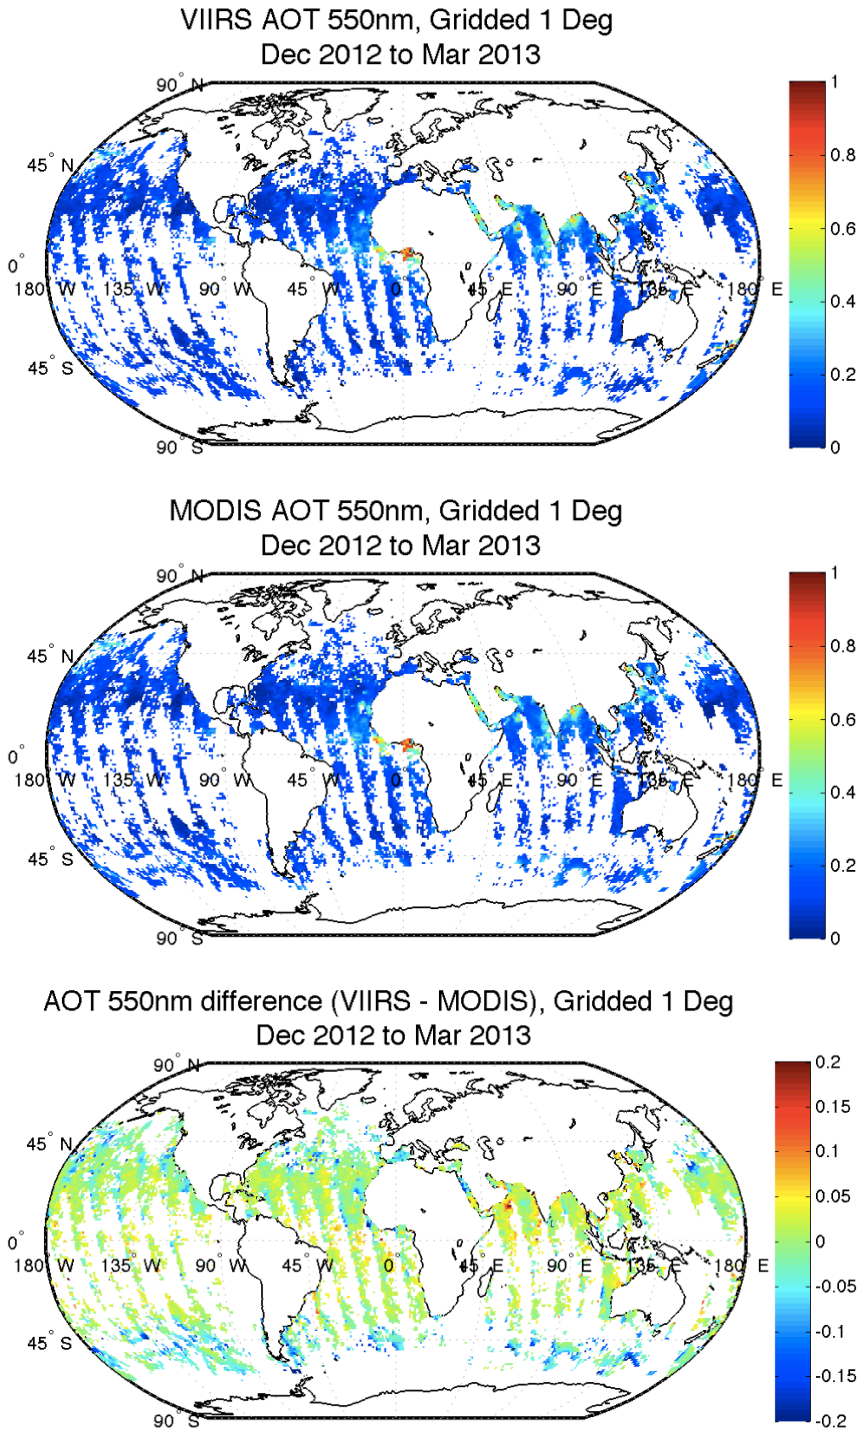 VIIRS AOT 550nm, Gridded 1 Deg
Dec 2012 to Mar 2013
90° N
45° N
0°
180° W 135° W 90° W 45° W 0° 45° E 90° E 135° E 180° E
45° S
90° S
1
0.8
0.6
0.4
0.2
0
MODIS AOT 550nm, Gridded 1 Deg
Dec 2012 to Mar 2013
90° N
45° N
0°
180° W 135° W 90° W 45° W 0° 45° E 90° E 135° E 180° E
45° S
90° S
1
0.8
0.6
0.4
0.2
0
AOT 550nm difference (VIIRS - MODIS), Gridded 1 Deg
Dec 2012 to Mar 2013
90° N
45° N
0°
180° W 135° W 90° W 45° W 0° 45° E 90° E 135° E 180° E
45° S
90° S
0.2
0.15
0.1
0.05
0
-0.05
-0.1
-0.15
-0.2